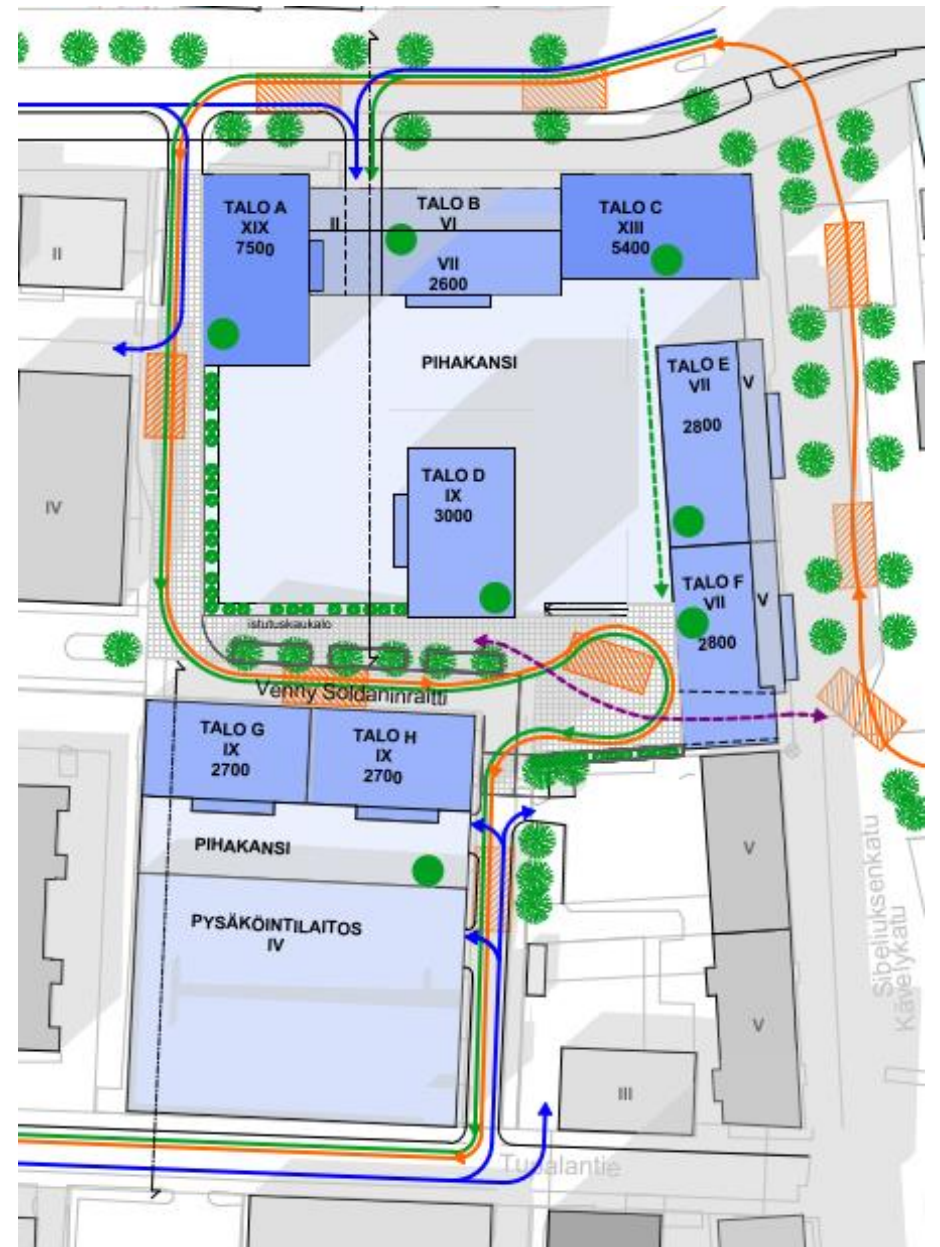 TALO A
XIX
7500
II
TALO B
VI
VII
2600
TALO C
XIII
5400
II
PIHAKANSI
TALO E
VII
2800
V
IV
TALO D
IX
3000
TALO F
VII
2800
V
istutuskaukalo
Venny Soldaninraitti
TALO G
IX
2700
TALO H
IX
2700
PIHAKANSI
PYSÄKÖINTILAITOS
IV
V
V
III
Sibeliuksenkatu
Kävelykatu
Tuusulantie